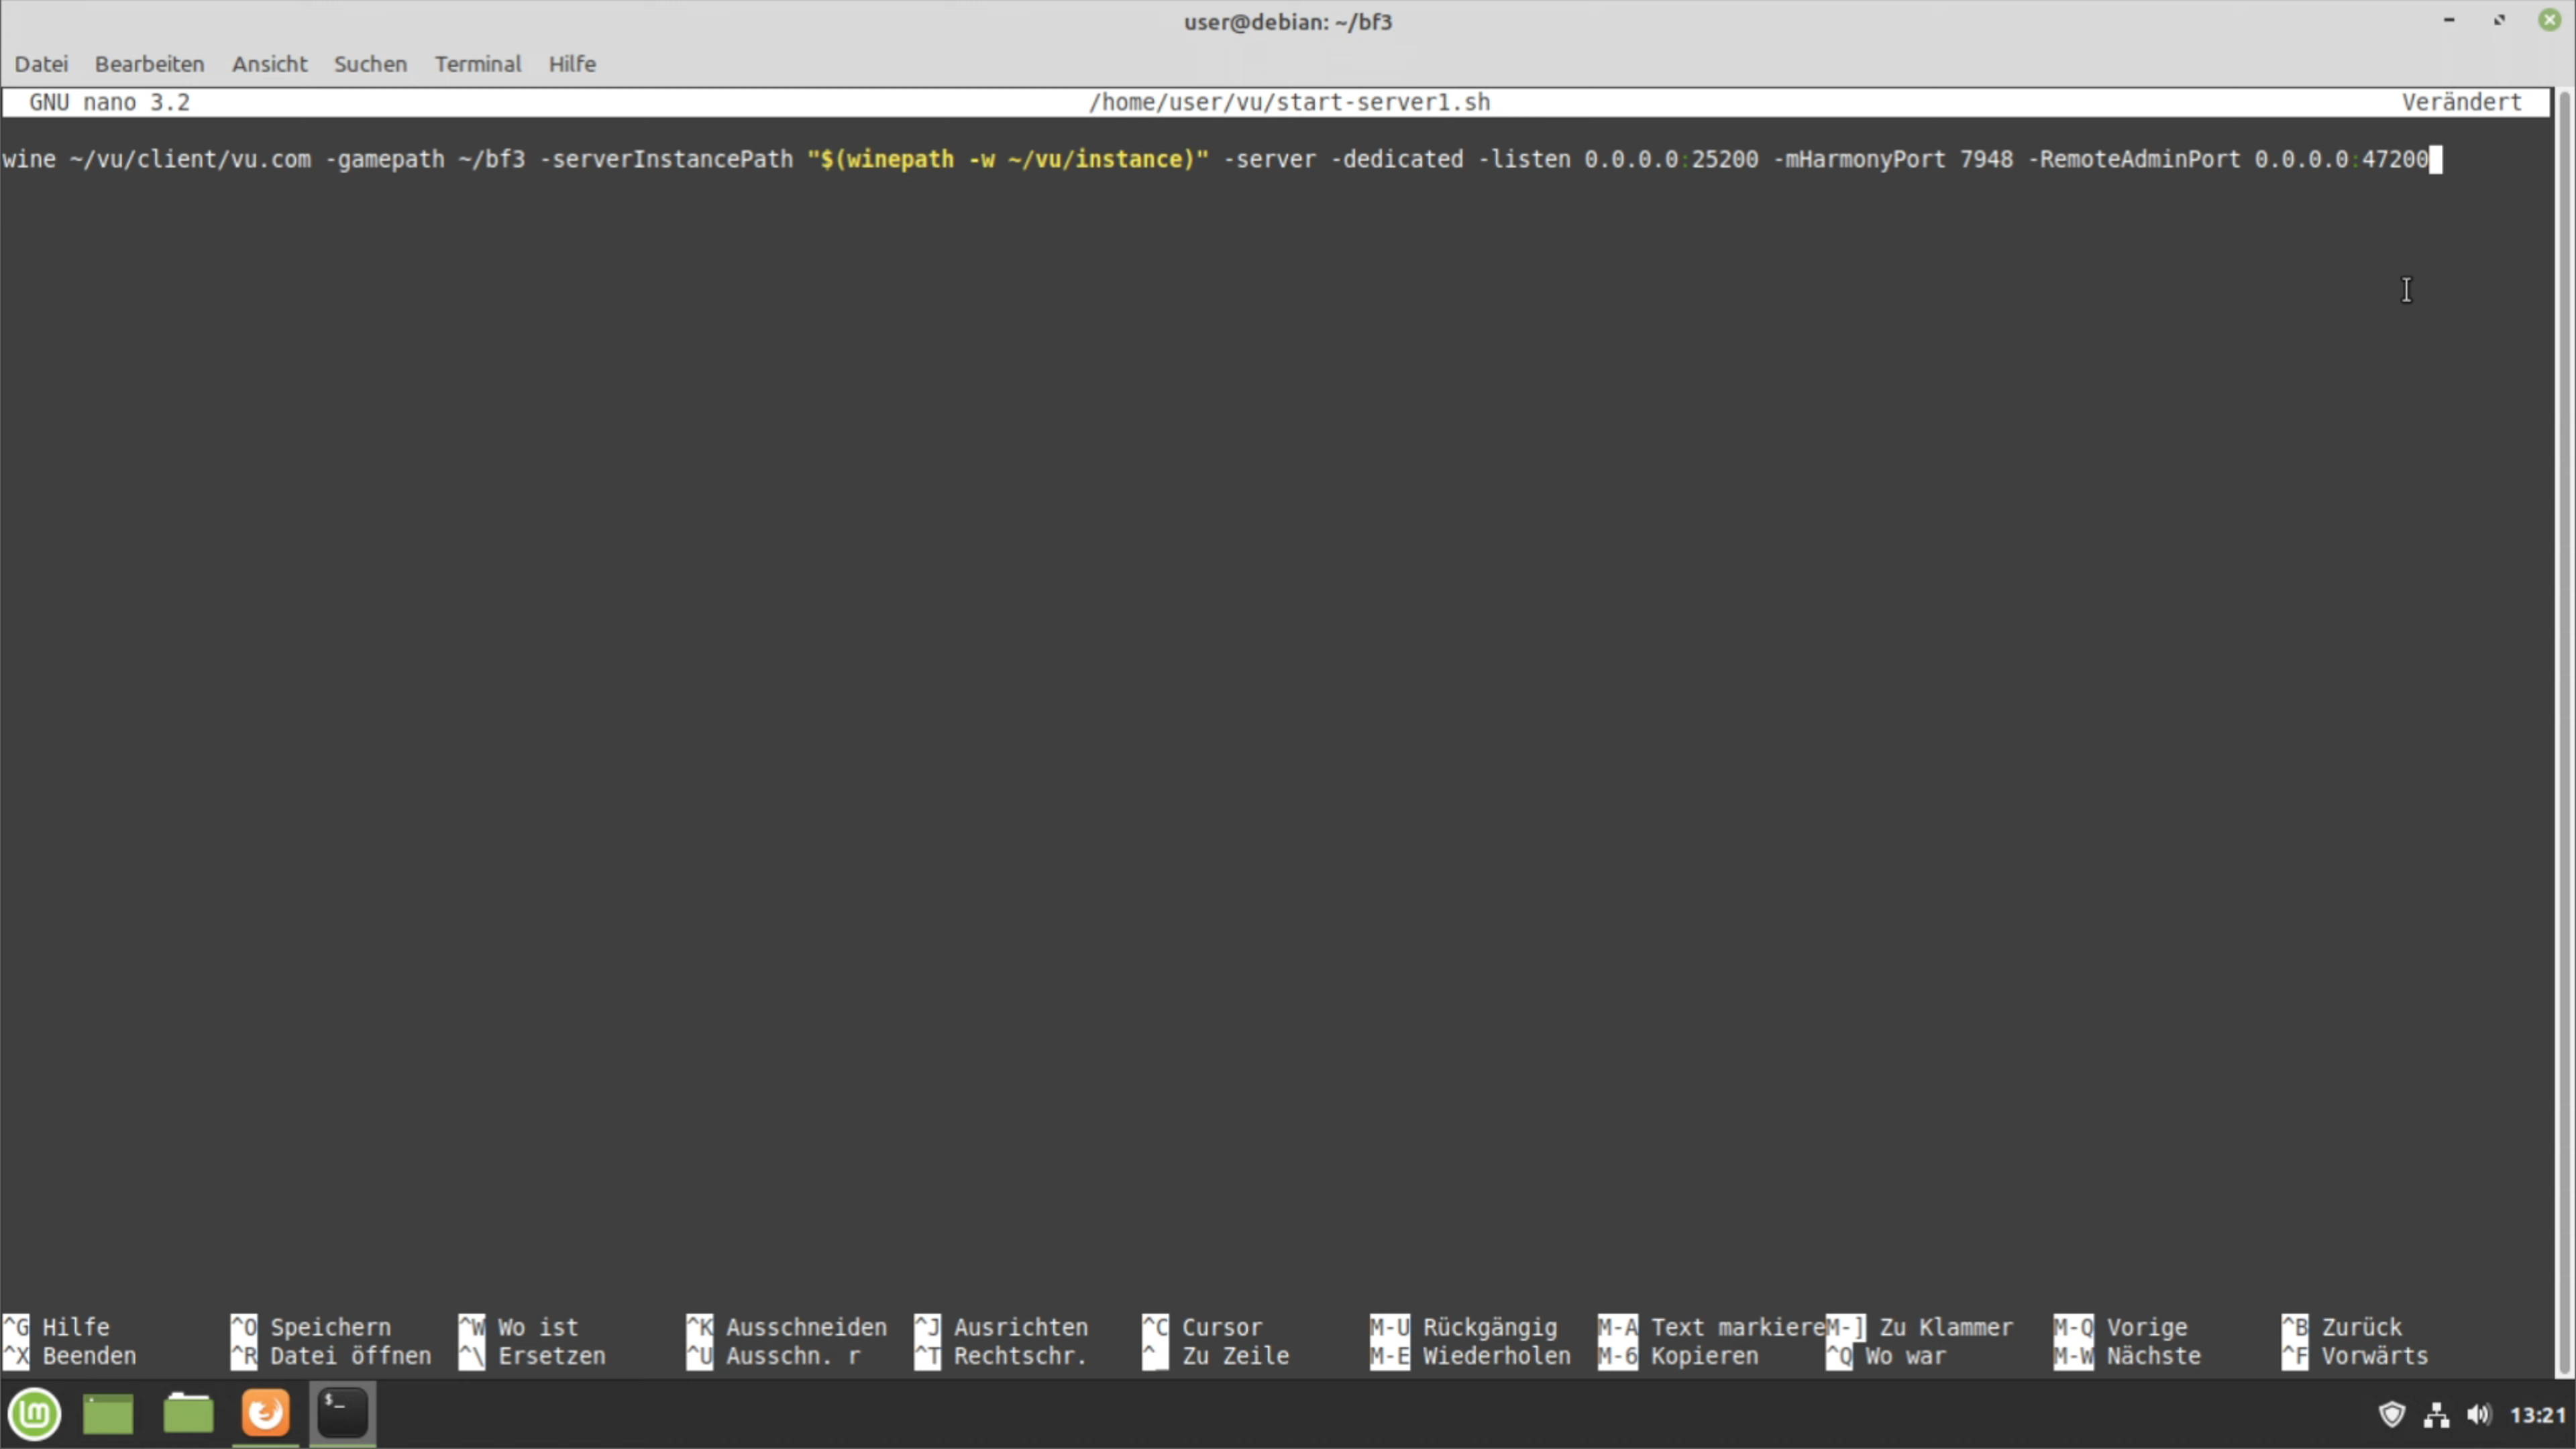 user@debian: ~/bf3
Datei Bearbeiten Ansicht Suchen Terminal Hilfe
GNU nano 3.2 /home/user/vu/start-server1.sh Verändert
wine ~/vu/client/vu.com -gamepath ~/bf3 -serverInstancePath "$(winepath -w ~/vu/instance)" -server -dedicated -listen 0.0.0.0:25200 -mHarmonyPort 7948 -RemoteAdminPort 0.0.0.0:47200
^G Hilfe ^O Speichern ^W Wo ist ^K Ausschneiden ^J Ausrichten ^C Cursor M-U Rückgängig M-A Text markiere M-] Zu Klammer M-Q Vorige ^B Zurück
^X Beenden ^R Datei öffnen ^\ Ersetzen ^U Ausschn. r ^T Rechtschr. ^_ Zu Zeile M-E Wiederholen M-6 Kopieren ^Q Wo war M-W Nächste ^F Vorwärts
$_ 13:21